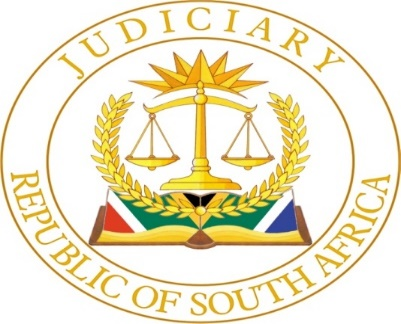 JUDICIARY
REPUBLIC OF SOUTH AFRICA